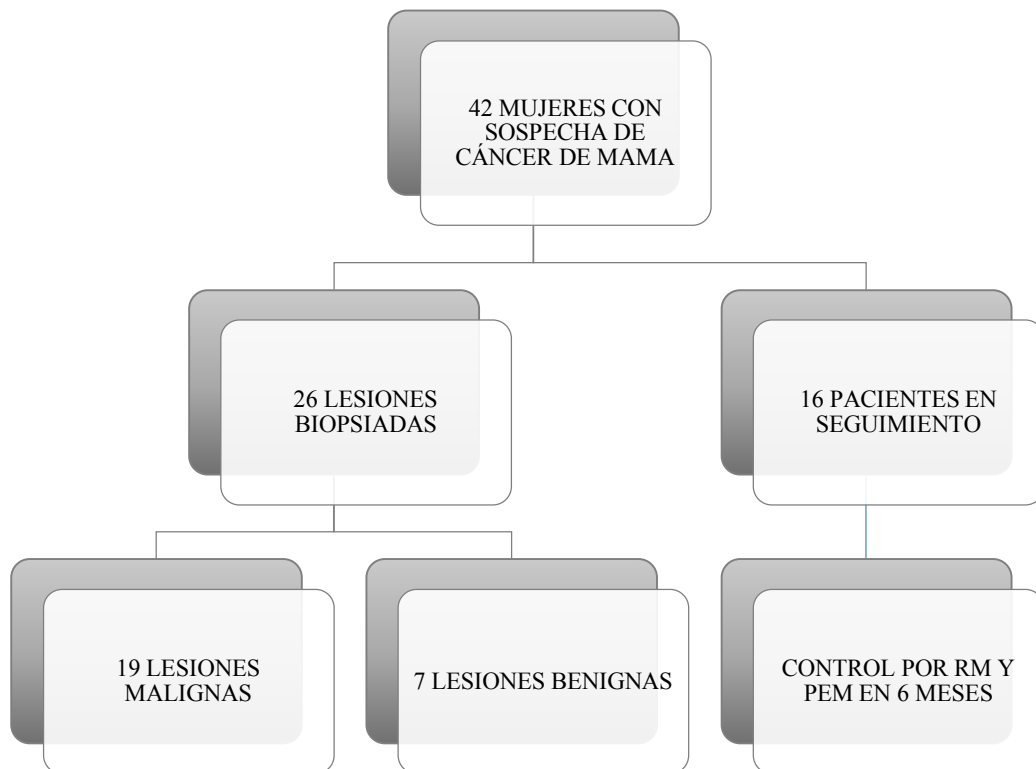 42 MUJERES CON
SOSPECHA DE
CÁNCER DE MAMA
26 LESIONES
BIOPSIADAS
16 PACIENTES EN
SEGUIMIENTO
19 LESIONES
MALIGNAS
7 LESIONES BENIGNAS
CONTROL POR RM Y
PEM EN 6 MESES